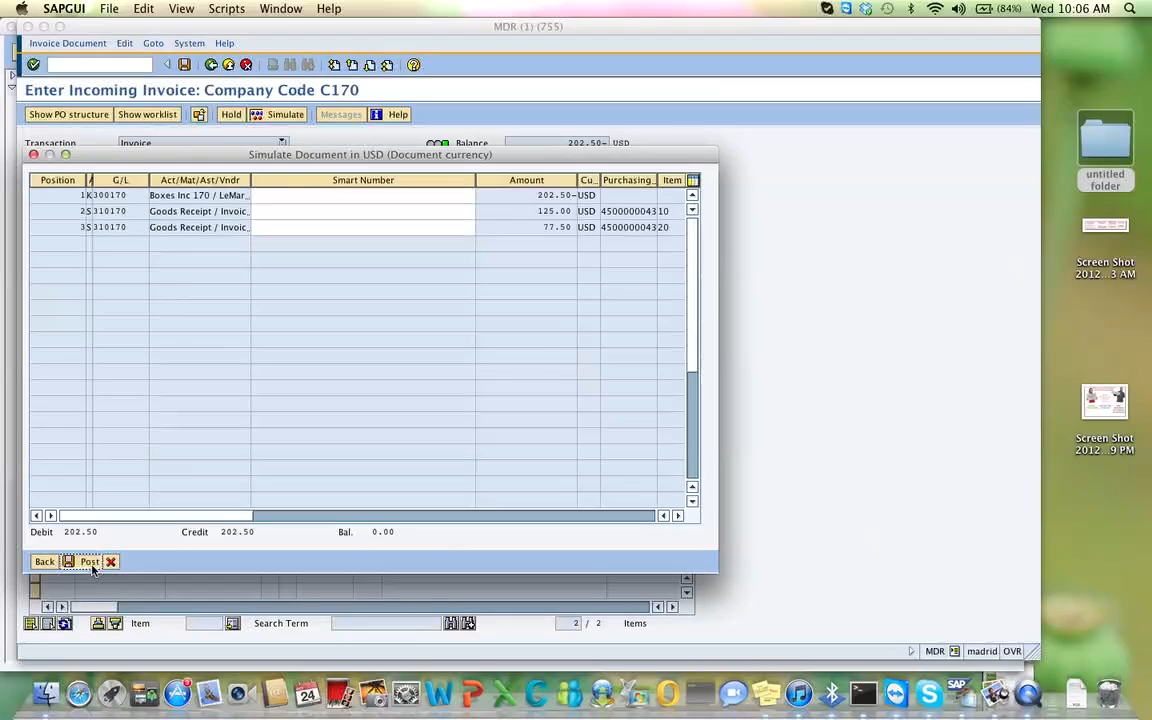 SAPGUI File Edit View Scripts Window Help (84%) Wed 10:06 AM
MDR (1) (755)
Invoice Document Edit Goto System Help
Enter Incoming Invoice: Company Code C170
Show PO structure Show worklist Hold Simulate Messages Help
Transaction Invoice Balance 202.50- USD
Simulate Document in USD (Document currency)
Position A G/L Act/Mat/Ast/Vndr Smart Number Amount Cu... Purchasing... Item
1 K 300170 Boxes Inc 170 / LeMar... 202.50- USD
2 S 310170 Goods Receipt / Invoic... 125.00 USD 4500000043 10
3 S 310170 Goods Receipt / Invoic... 77.50 USD 4500000043 20
Debit 202.50 Credit 202.50 Bal. 0.00
Back Post
Item Search Term 2 / 2 Items
MDR madrid OVR
untitled
folder
Screen Shot
2012...3 AM
Screen Shot
2012...9 PM